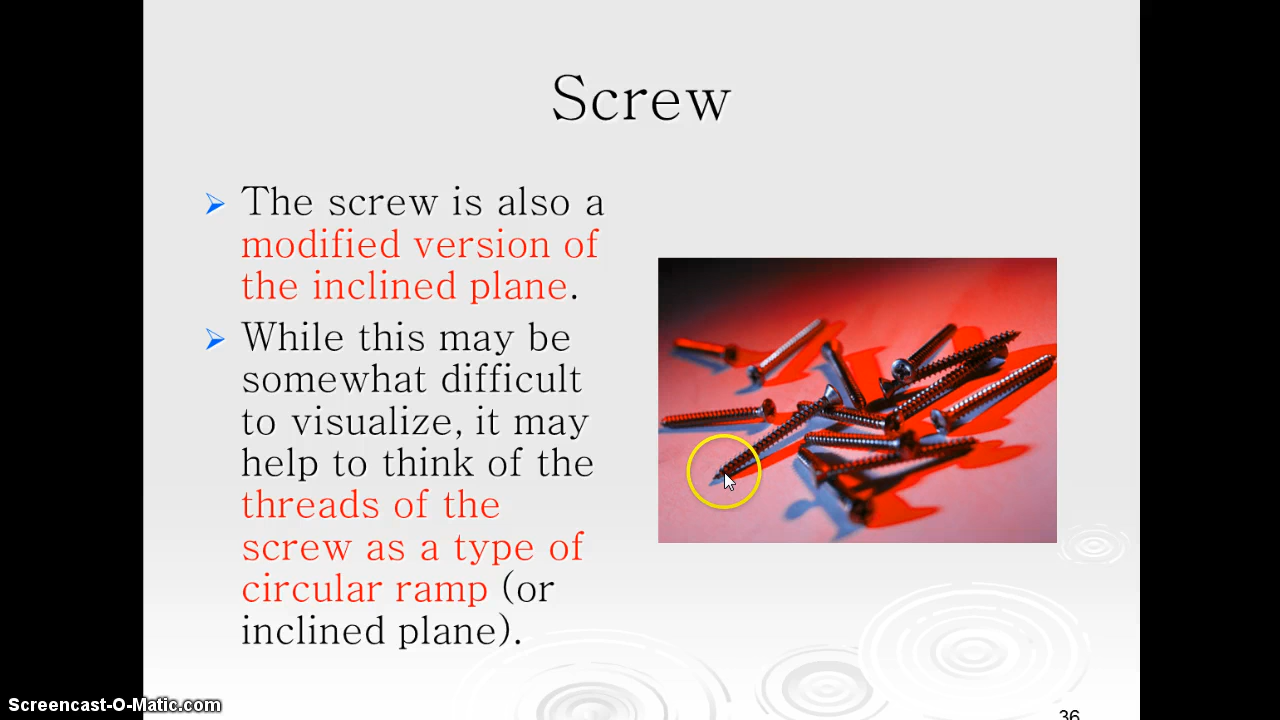 Screw
The screw is also a
modified version of
the inclined plane.
While this may be
somewhat difficult
to visualize, it may
help to think of the
threads of the
screw as a type of
circular ramp (or
inclined plane).
36
Screencast-O-Matic.com